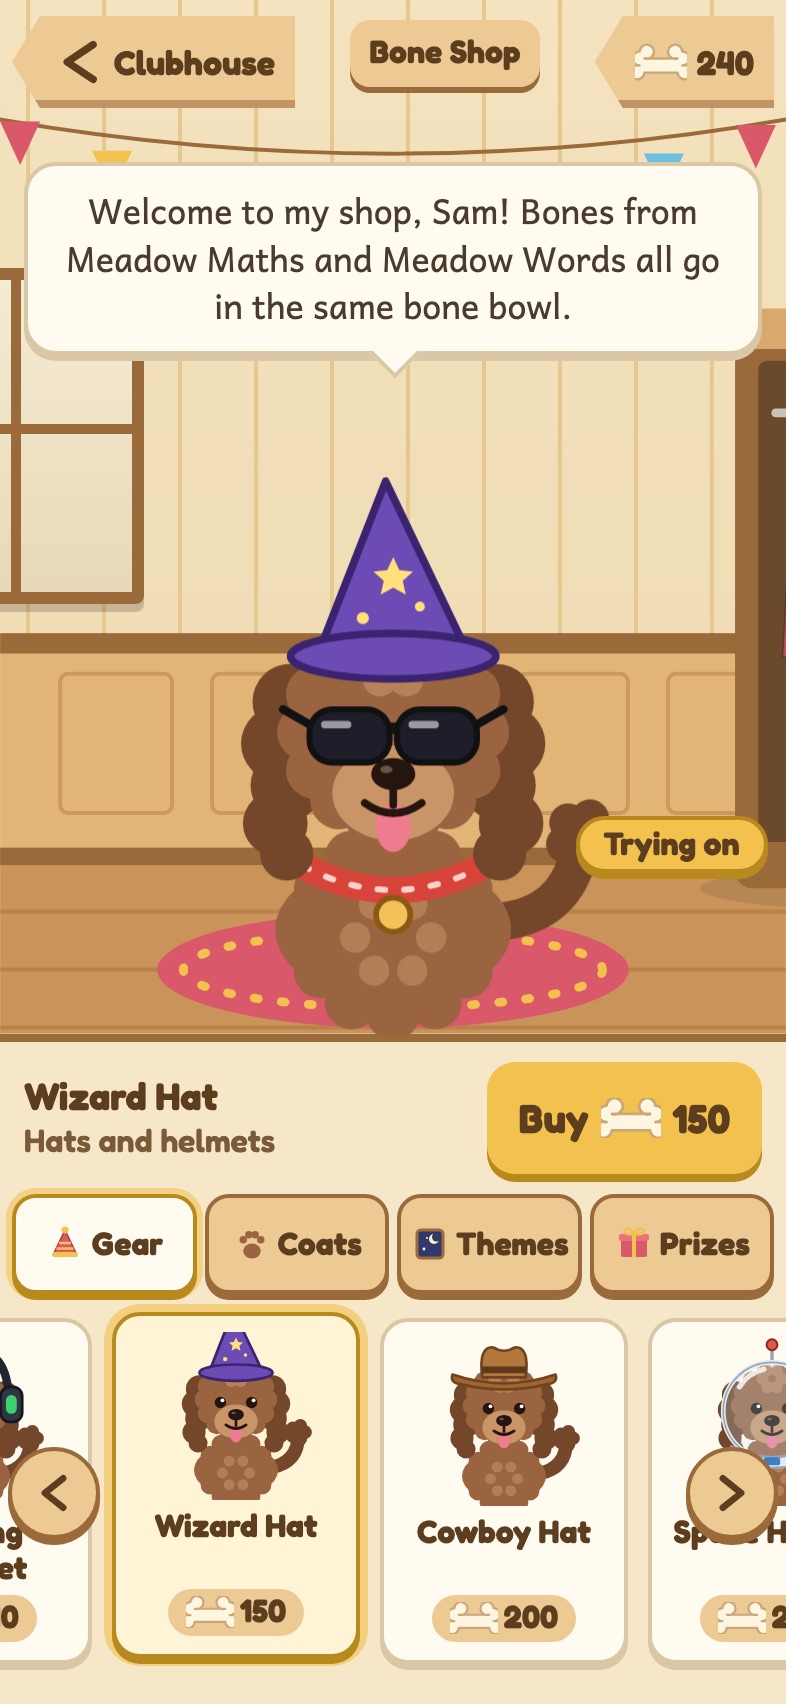 Clubhouse
Bone Shop
240
Welcome to my shop, Sam! Bones from
Meadow Maths and Meadow Words all go
in the same bone bowl.
Trying on
Wizard Hat
Hats and helmets
Buy 150
Gear
Coats
Themes
Prizes
Wizard Hat
Cowboy Hat
150
200